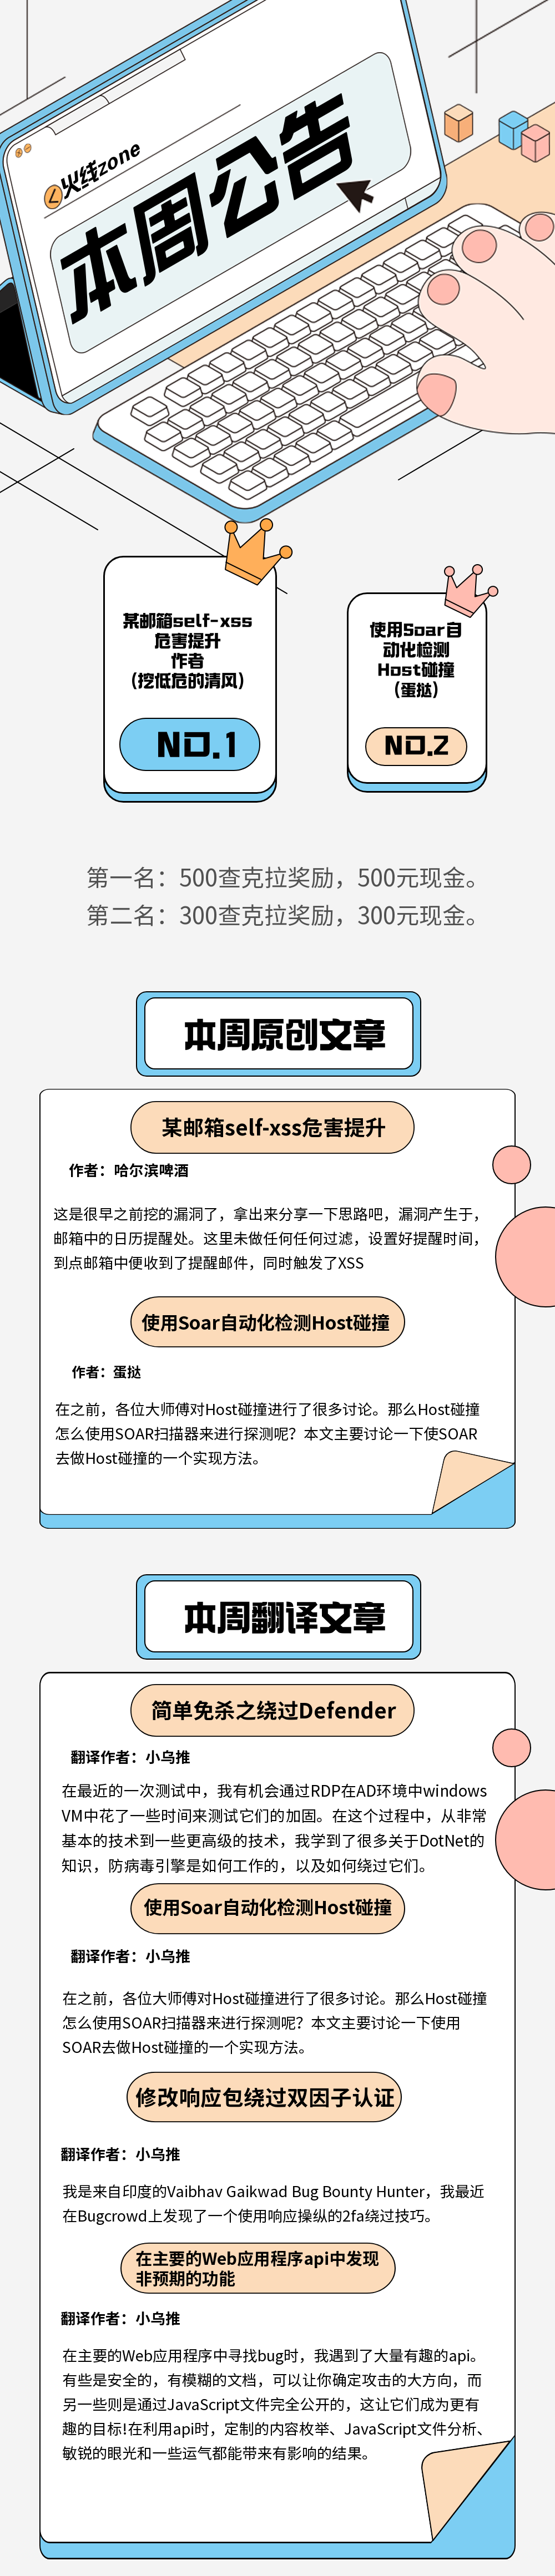 火线zone
本周公告
某邮箱self-xss
危害提升
作者
（挖低危的清风）
NO.1
使用Soar自
动化检测
Host碰撞
（蛋挞）
NO.2
第一名：500查克拉奖励，500元现金。
第二名：300查克拉奖励，300元现金。
本周原创文章
某邮箱self-xss危害提升
作者：哈尔滨啤酒
这是很早之前挖的漏洞了，拿出来分享一下思路吧，漏洞产生于，
邮箱中的日历提醒处。这里未做任何任何过滤，设置好提醒时间，
到点邮箱中便收到了提醒邮件，同时触发了XSS
使用Soar自动化检测Host碰撞
作者：蛋挞
在之前，各位大师傅对Host碰撞进行了很多讨论。那么Host碰撞
怎么使用SOAR扫描器来进行探测呢？本文主要讨论一下使SOAR
去做Host碰撞的一个实现方法。
本周翻译文章
简单免杀之绕过Defender
翻译作者：小乌推
在最近的一次测试中，我有机会通过RDP在AD环境中windows
VM中花了一些时间来测试它们的加固。在这个过程中，从非常
基本的技术到一些更高级的技术，我学到了很多关于DotNet的
知识，防病毒引擎是如何工作的，以及如何绕过它们。
使用Soar自动化检测Host碰撞
翻译作者：小乌推
在之前，各位大师傅对Host碰撞进行了很多讨论。那么Host碰撞
怎么使用SOAR扫描器来进行探测呢？本文主要讨论一下使用
SOAR去做Host碰撞的一个实现方法。
修改响应包绕过双因子认证
翻译作者：小乌推
我是来自印度的Vaibhav Gaikwad Bug Bounty Hunter，我最近
在Bugcrowd上发现了一个使用响应操纵的2fa绕过技巧。
在主要的Web应用程序api中发现
非预期的功能
翻译作者：小乌推
在主要的Web应用程序中寻找bug时，我遇到了大量有趣的api。
有些是安全的，有模糊的文档，可以让你确定攻击的大方向，而
另一些则是通过JavaScript文件完全公开的，这让它们成为更有
趣的目标!在利用api时，定制的内容枚举、JavaScript文件分析、
敏锐的眼光和一些运气都能带来有影响的结果。